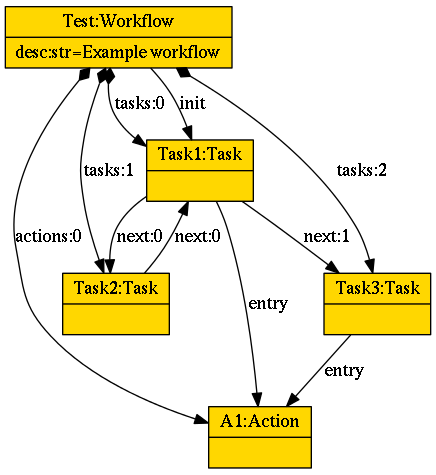 Test:Workflow
desc:str=Example workflow
tasks:0
init
tasks:1
Task1:Task
tasks:2
actions:0
next:0
next:0
next:1
Task2:Task
entry
Task3:Task
entry
A1:Action